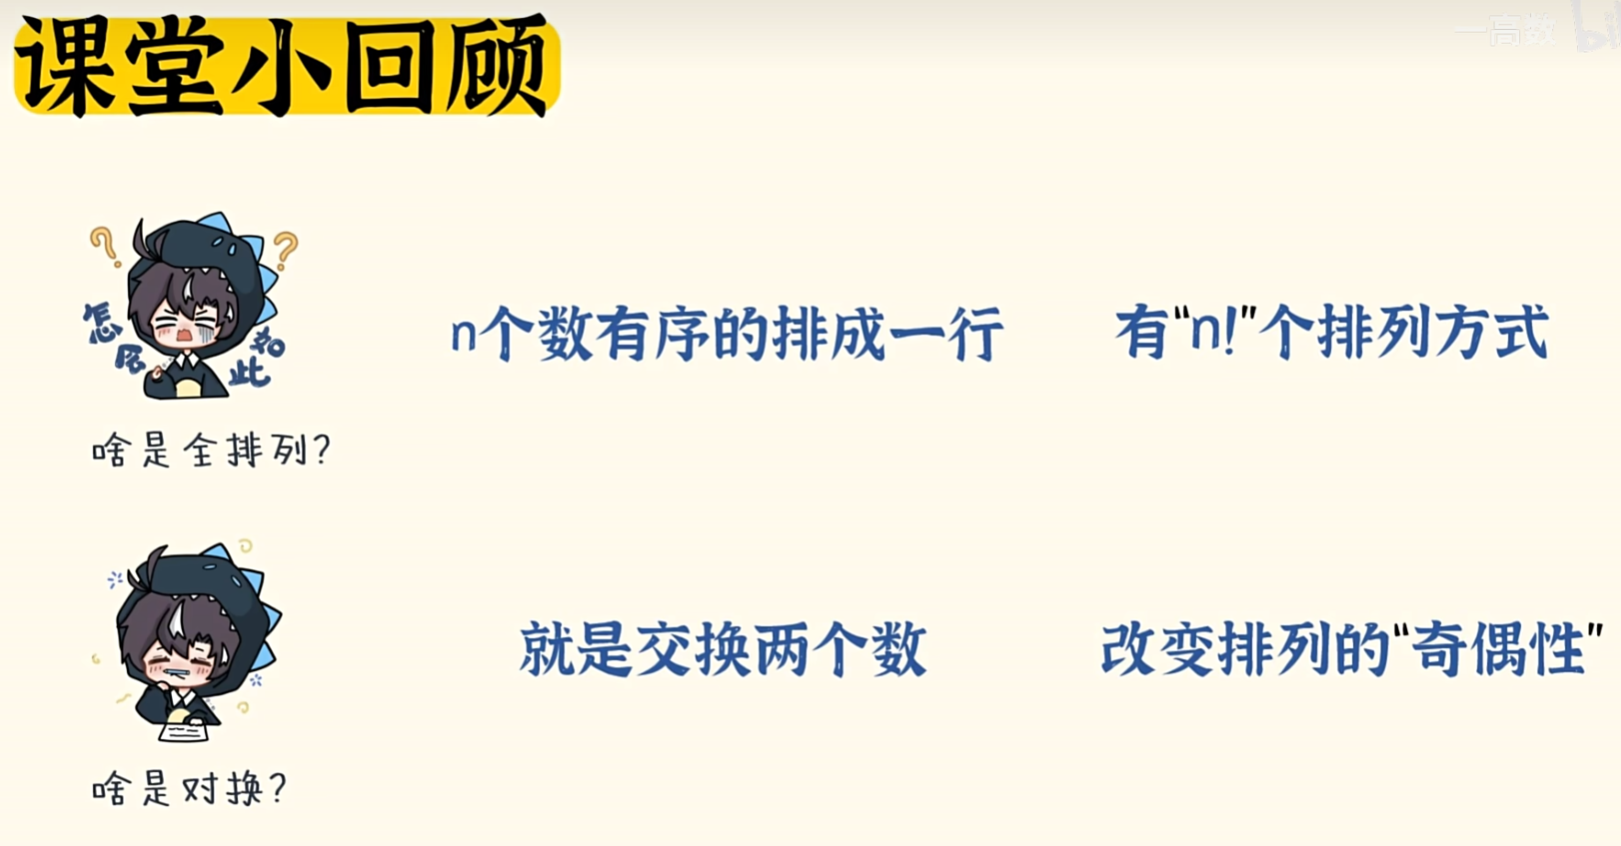 课堂小回顾
一高数 bi
怎么如此
n个数有序的排成一行
有“n!”个排列方式
啥是全排列?
就是交换两个数
改变排列的“奇偶性”
啥是对换?